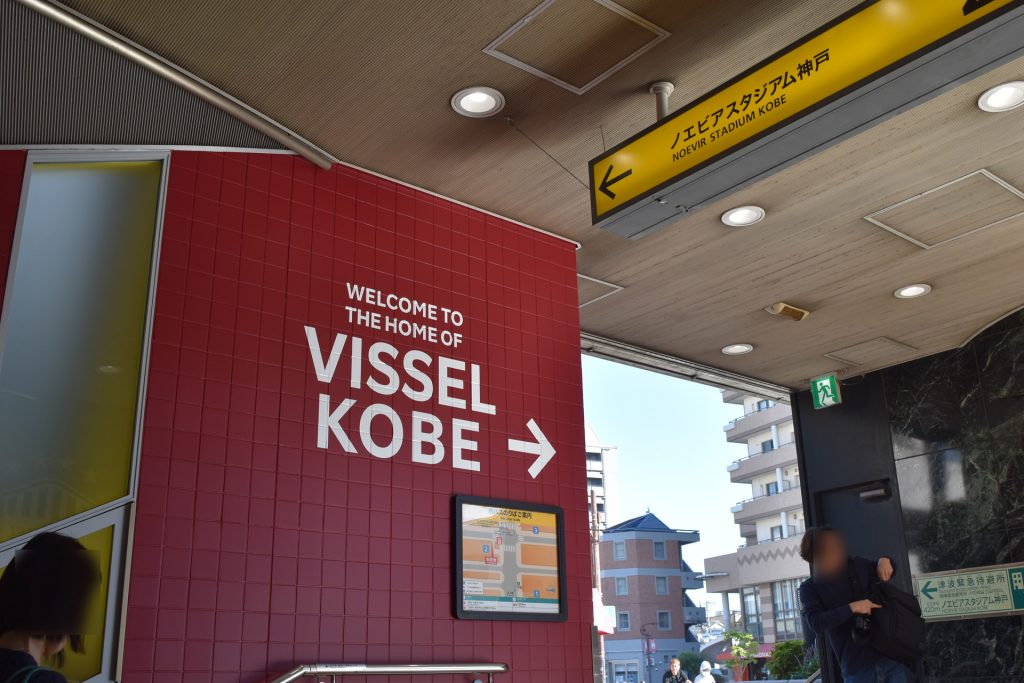 ノエビアスタジアム神戸
NOEVIR STADIUM KOBE
WELCOME TO
THE HOME OF
VISSEL
KOBE
津波緊急待避所
420m ノエビアスタジアム神戸